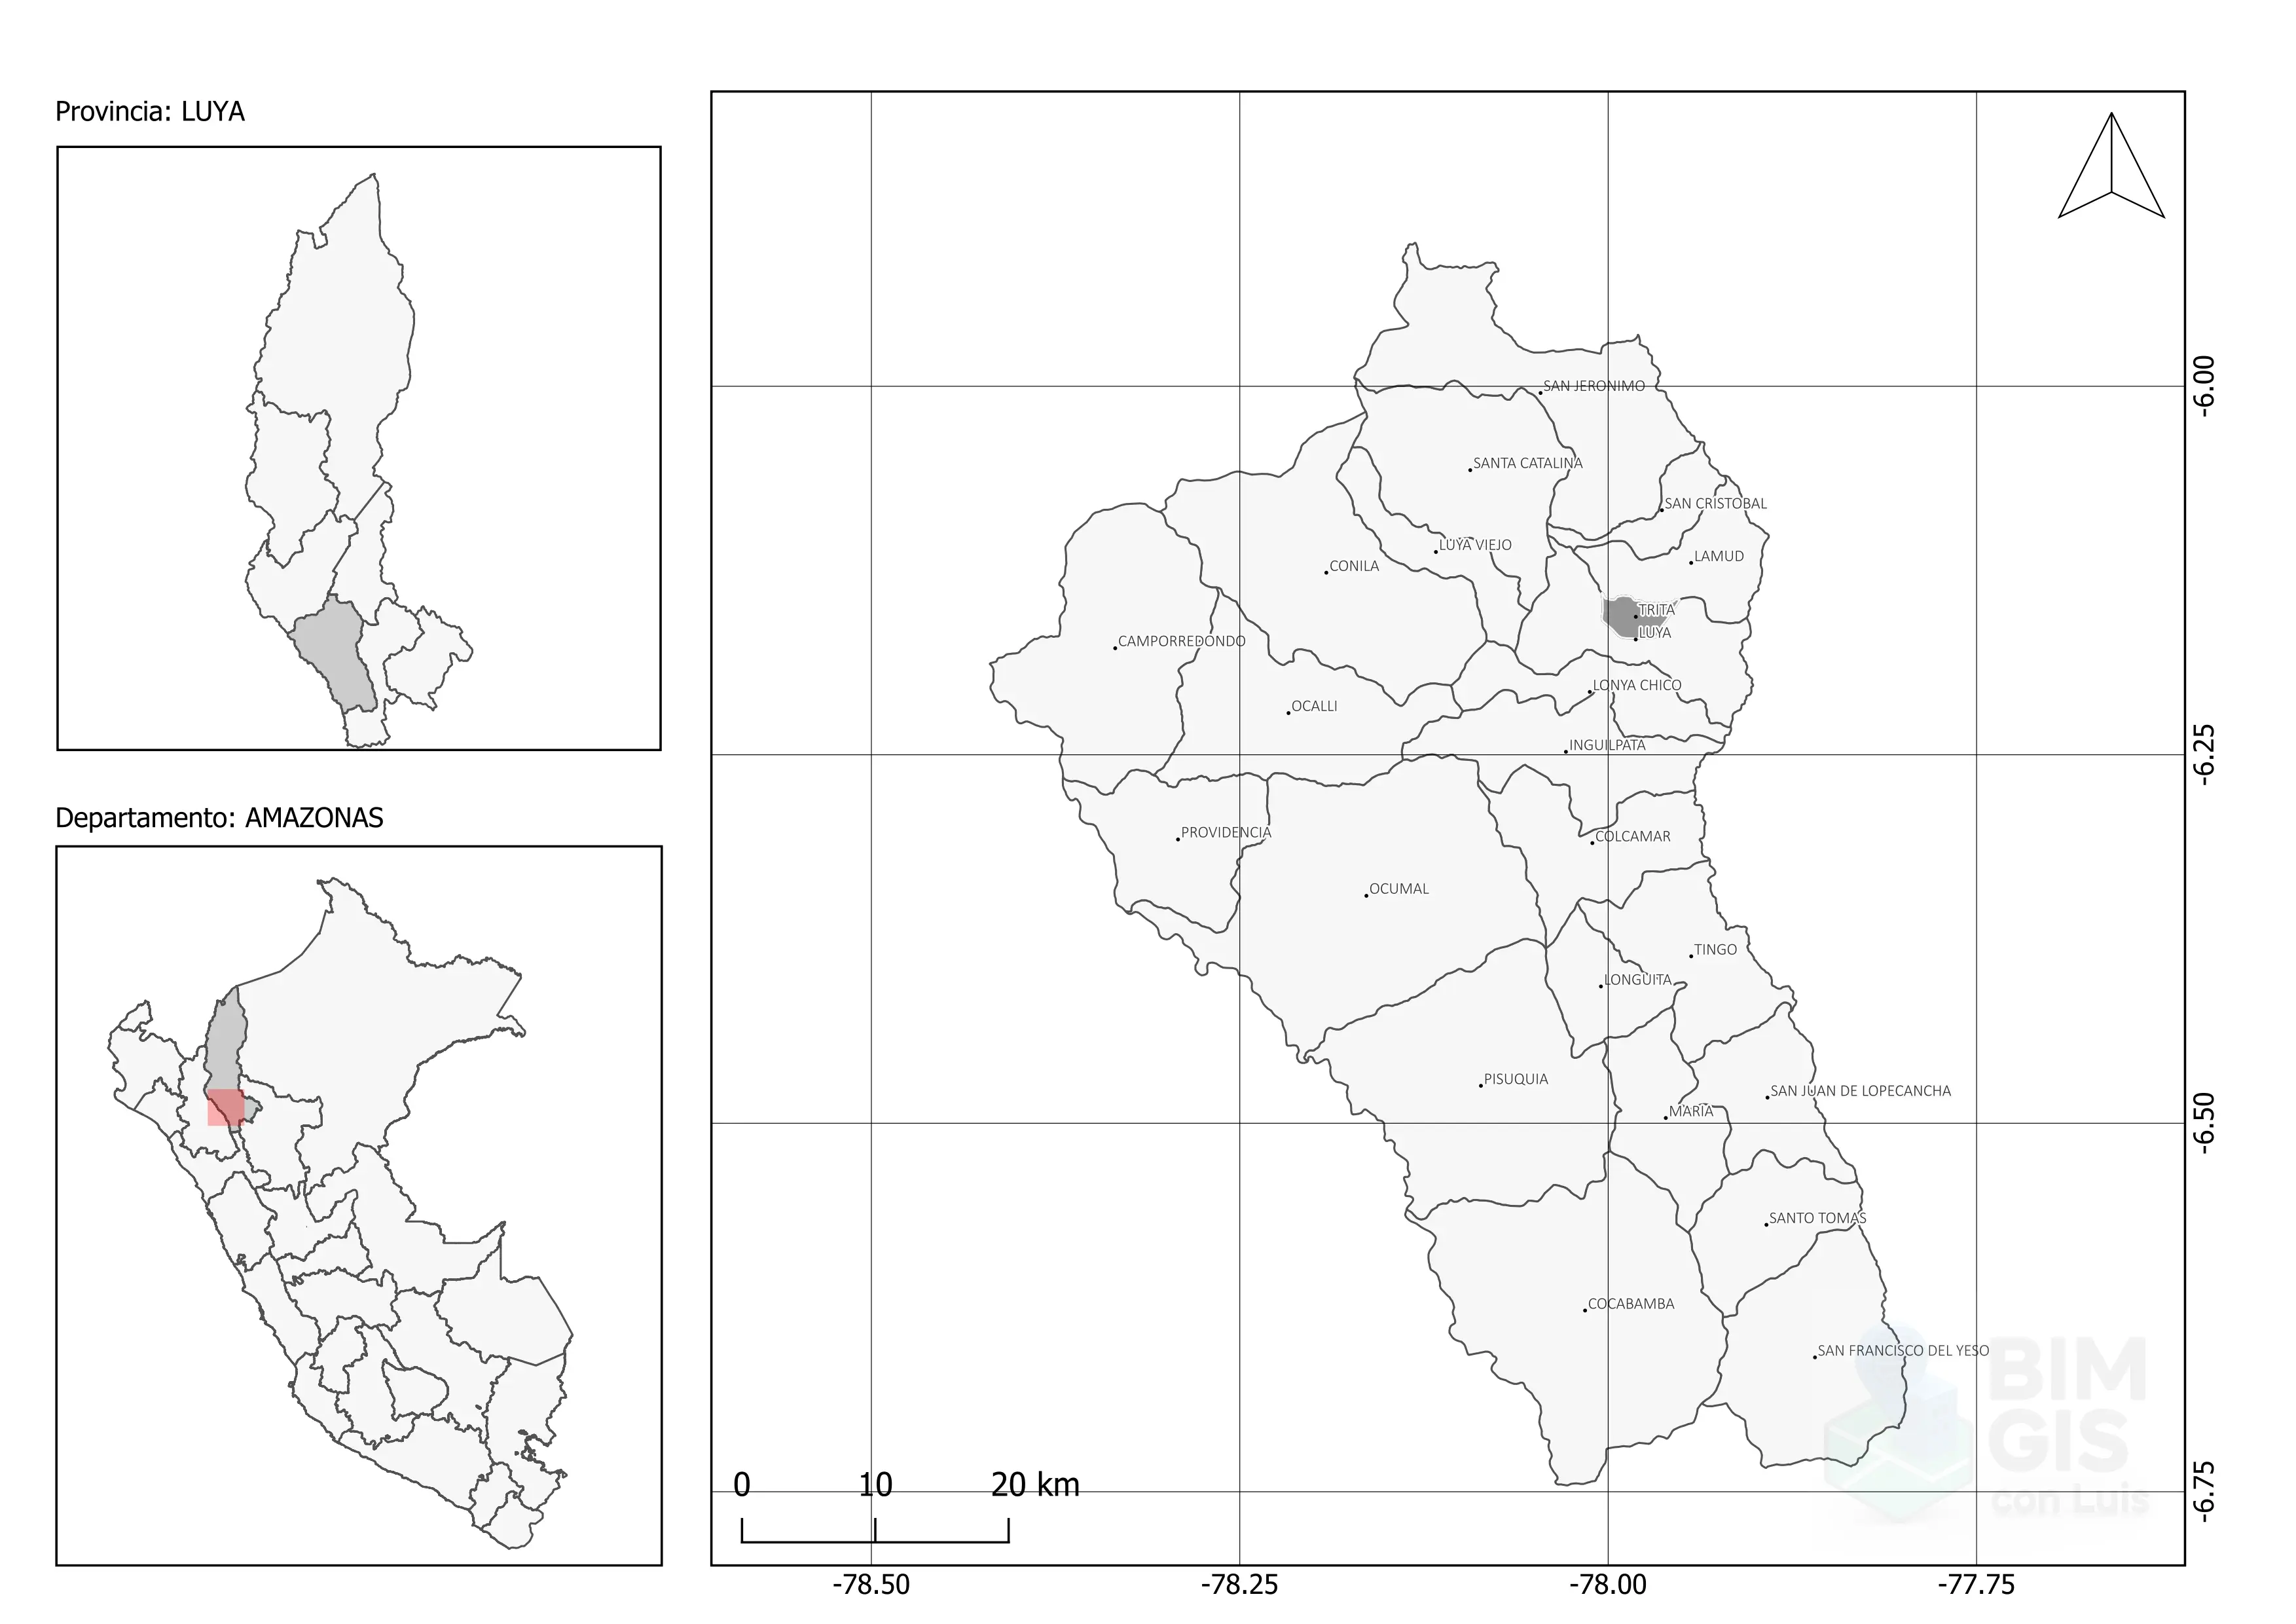 Provincia: LUYA
Departamento: AMAZONAS
SAN JERONIMO
SANTA CATALINA
SAN CRISTOBAL
LUYA VIEJO
LAMUD
CONILA
TRITA
LUYA
CAMPORREDONDO
LONYA CHICO
OCALLI
INGUILPATA
PROVIDENCIA
COLCAMAR
OCUMAL
TINGO
LONGUITA
PISUQUIA
SAN JUAN DE LOPECANCHA
MARIA
SANTO TOMAS
COCABAMBA
SAN FRANCISCO DEL YESO
BIM
GIS
con Luis
0 10 20 km
-6.00
-6.25
-6.50
-6.75
-78.50 -78.25 -78.00 -77.75